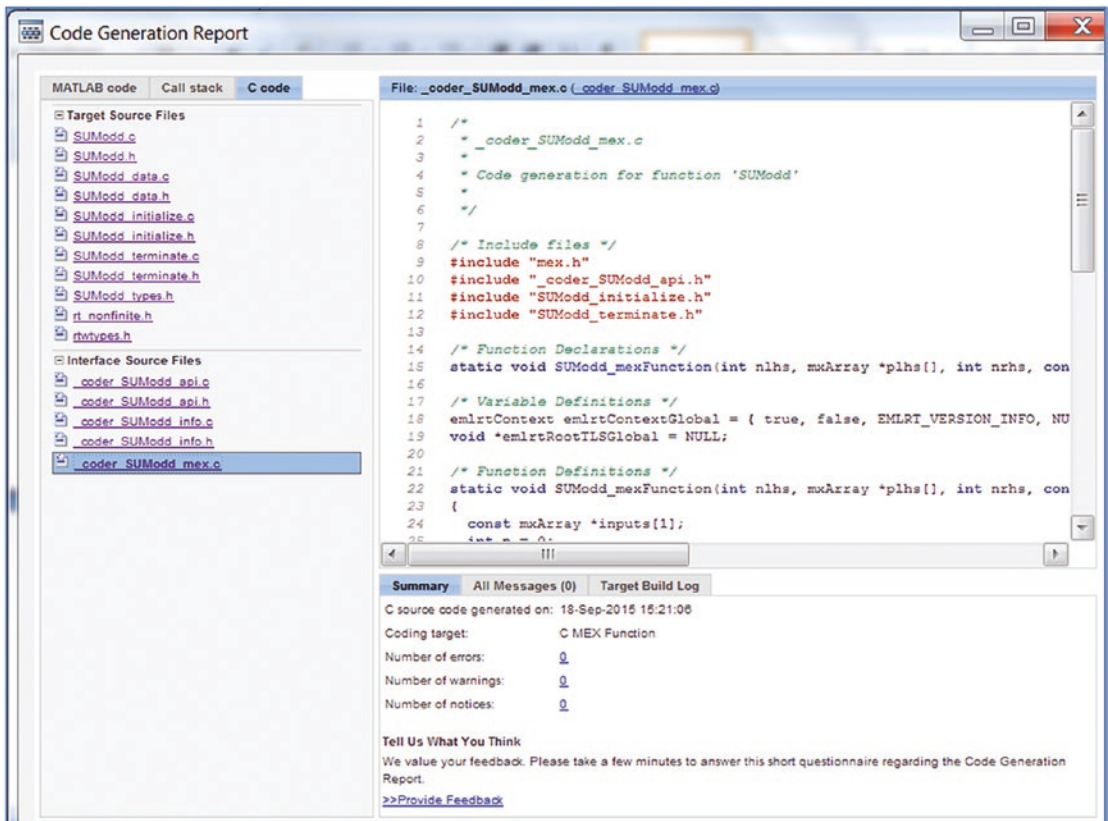 Code Generation Report
MATLAB code Call stack C code
Target Source Files
SUModd.c
SUModd.h
SUModd_data.c
SUModd_data.h
SUModd_initialize.c
SUModd_initialize.h
SUModd_terminate.c
SUModd_terminate.h
SUModd_types.h
rt_nonfinite.h
rtwtypes.h
Interface Source Files
_coder_SUModd_api.c
_coder_SUModd_api.h
_coder_SUModd_info.c
_coder_SUModd_info.h
_coder_SUModd_mex.c
File: _coder_SUModd_mex.c (_coder_SUModd_mex.c)
1 /*
2 * _coder_SUModd_mex.c
3 *
4 * Code generation for function 'SUModd'
5 *
6 */
7
8 /* Include files */
9 #include "mex.h"
10 #include "_coder_SUModd_api.h"
11 #include "SUModd_initialize.h"
12 #include "SUModd_terminate.h"
13
14 /* Function Declarations */
15 static void SUModd_mexFunction(int nlhs, mxArray *plhs[], int nrhs, con
16
17 /* Variable Definitions */
18 emlrtContext emlrtContextGlobal = { true, false, EMLRT_VERSION_INFO, NU
19 void *emlrtRootTLSGlobal = NULL;
20
21 /* Function Definitions */
22 static void SUModd_mexFunction(int nlhs, mxArray *plhs[], int nrhs, con
23 {
24 const mxArray *inputs[1];
25 int n = 0;
Summary All Messages (0) Target Build Log
C source code generated on: 18-Sep-2015 15:21:06
Coding target: C MEX Function
Number of errors: 0
Number of warnings: 0
Number of notices: 0
Tell Us What You Think
We value your feedback. Please take a few minutes to answer this short questionnaire regarding the Code Generation
Report.
>>Provide Feedback